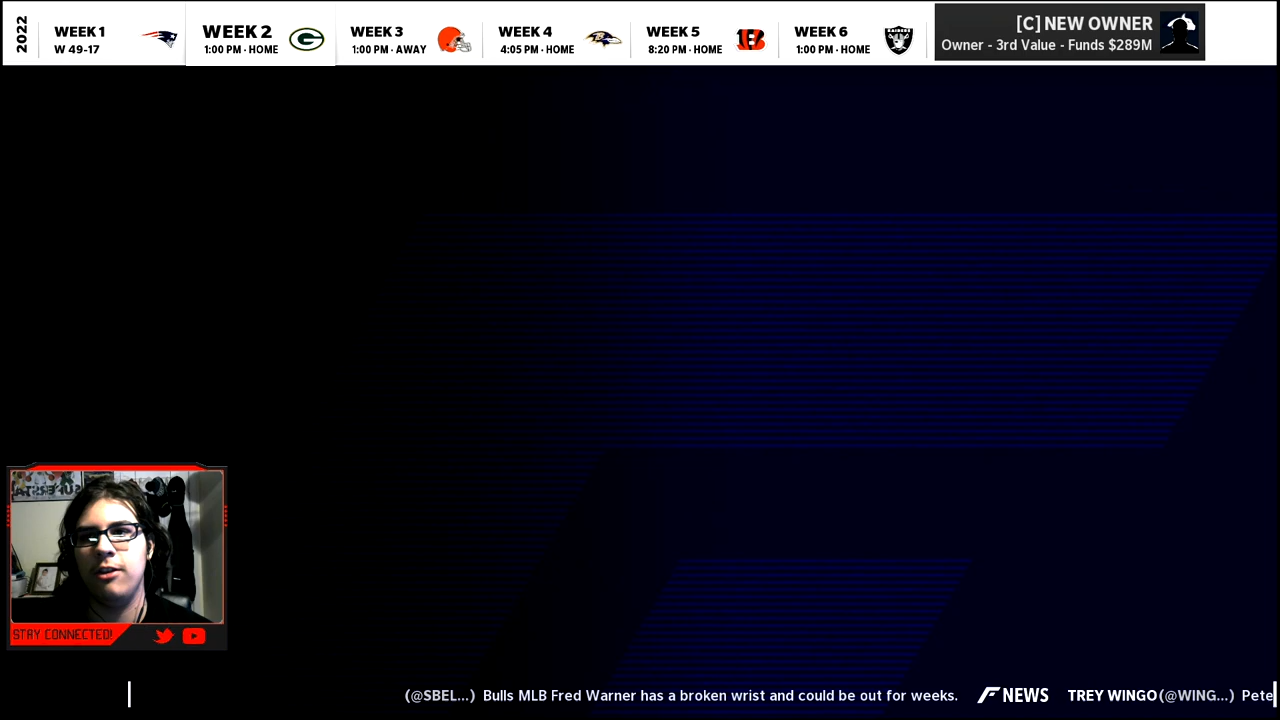 2022
WEEK 1
W 49-17
WEEK 2
1:00 PM · HOME
WEEK 3
1:00 PM · AWAY
WEEK 4
4:05 PM · HOME
WEEK 5
8:20 PM · HOME
WEEK 6
1:00 PM · HOME
RAIDERS
[C] NEW OWNER
Owner - 3rd Value - Funds $289M
STAY CONNECTED!
(@SBEL...) Bulls MLB Fred Warner has a broken wrist and could be out for weeks. NEWS TREY WINGO (@WING...) Pete